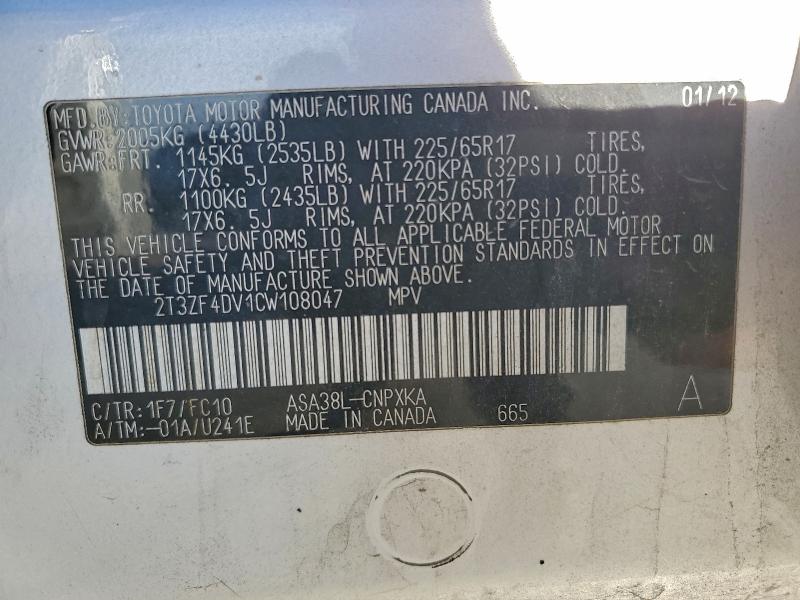 MFD. BY: TOYOTA MOTOR MANUFACTURING CANADA INC. 01/12
GVWR: 2005KG (4430LB)
GAWR: FRT. 1145KG (2535LB) WITH 225/65R17 TIRES,
17X6. 5J RIMS, AT 220KPA (32PSI) COLD.
RR. 1100KG (2435LB) WITH 225/65R17 TIRES,
17X6. 5J RIMS, AT 220KPA (32PSI) COLD.
THIS VEHICLE CONFORMS TO ALL APPLICABLE FEDERAL MOTOR
VEHICLE SAFETY AND THEFT PREVENTION STANDARDS IN EFFECT ON
THE DATE OF MANUFACTURE SHOWN ABOVE.
2T3ZF4DV1CW108047 MPV
C/TR: 1F7/FC10 ASA38L-CNPXKA A
A/TM:-01A/U241E MADE IN CANADA 665